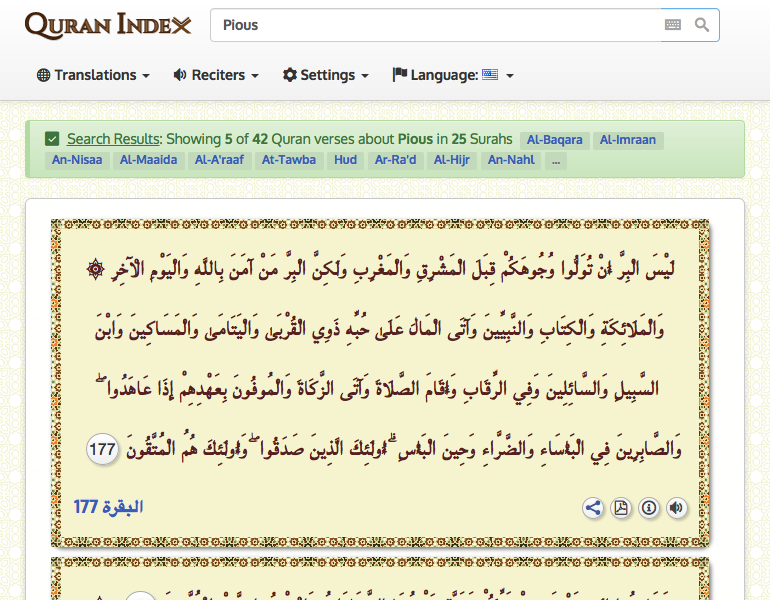 QURAN INDEX
Pious
Translations Reciters Settings Language:
Search Results: Showing 5 of 42 Quran verses about Pious in 25 Surahs Al-Baqara Al-Imraan
An-Nisaa Al-Maaida Al-A'raaf At-Tawba Hud Ar-Ra'd Al-Hijr An-Nahl ...
لَيْسَ الْبِرَّ أَنْ تُوَلُّوا وُجُوهَكُمْ قِبَلَ الْمَشْرِقِ وَالْمَغْرِبِ وَلَكِنَّ الْبِرَّ مَنْ آمَنَ بِاللَّهِ وَالْيَوْمِ الْآخِرِ ۞
وَالْمَلَائِكَةِ وَالْكِتَابِ وَالنَّبِيِّينَ وَآتَى الْمَالَ عَلَىٰ حُبِّهِ ذَوِي الْقُرْبَىٰ وَالْيَتَامَىٰ وَالْمَسَاكِينَ وَابْنَ
السَّبِيلِ وَالسَّائِلِينَ وَفِي الرِّقَابِ وَأَقَامَ الصَّلَاةَ وَآتَى الزَّكَاةَ وَالْمُوفُونَ بِعَهْدِهِمْ إِذَا عَاهَدُوا ۖ
وَالصَّابِرِينَ فِي الْبَأْسَاءِ وَالضَّرَّاءِ وَحِينَ الْبَأْسِ ۗ أُولَئِكَ الَّذِينَ صَدَقُوا ۖ وَأُولَئِكَ هُمُ الْمُتَّقُونَ 177
البقرة 177